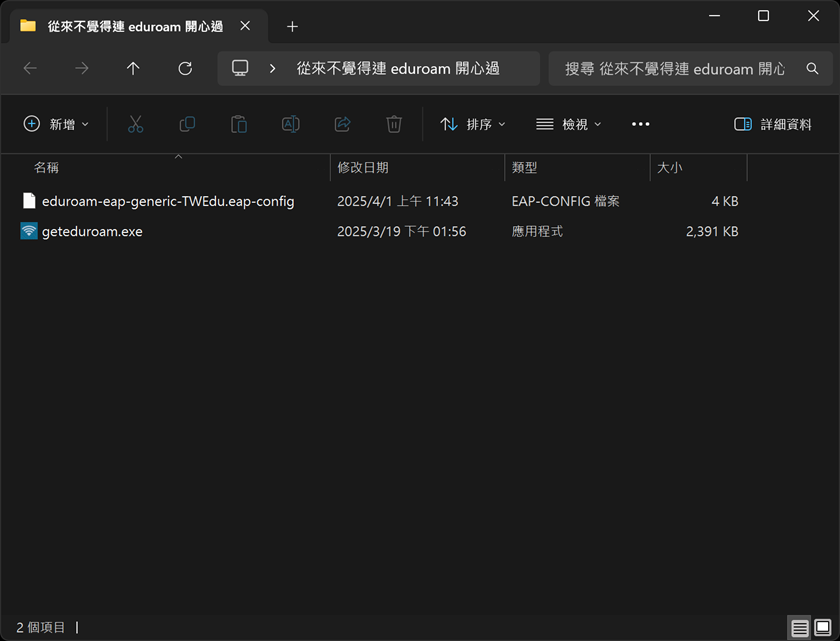 從來不覺得連 eduroam 開心過
從來不覺得連 eduroam 開心過
搜尋 從來不覺得連 eduroam 開心
新增
排序
檢視
詳細資料
名稱 修改日期 類型 大小
eduroam-eap-generic-TWEdu.eap-config 2025/4/1 上午 11:43 EAP-CONFIG 檔案 4 KB
geteduroam.exe 2025/3/19 下午 01:56 應用程式 2,391 KB
2 個項目